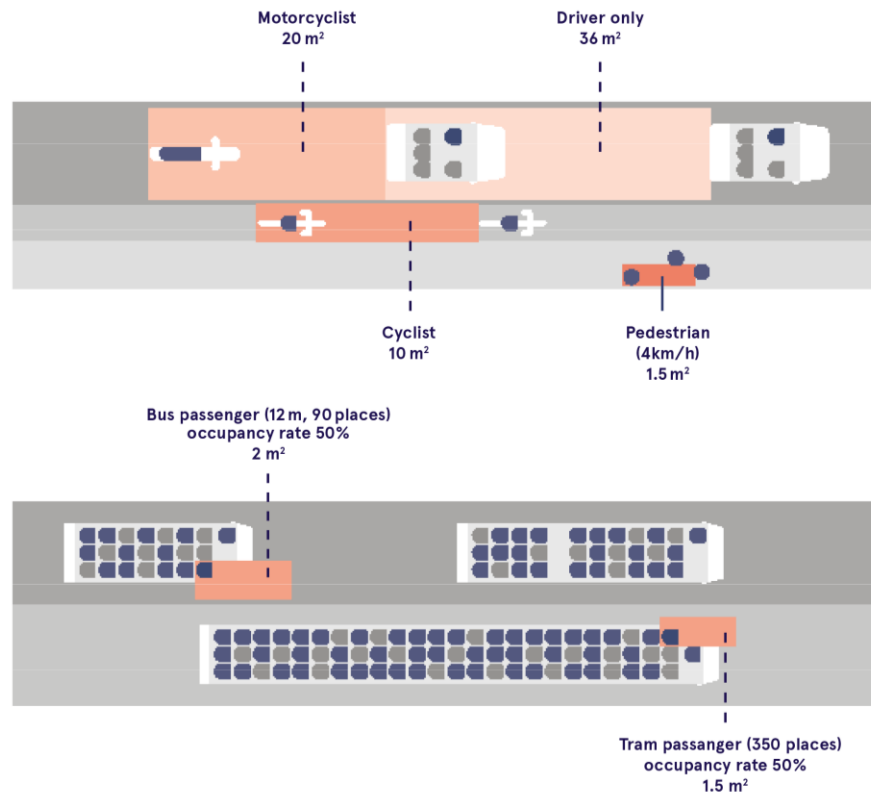 Motorcyclist
20 m²
Driver only
36 m²
Cyclist
10 m²
Pedestrian
(4km/h)
1.5 m²
Bus passenger (12 m, 90 places)
occupancy rate 50%
2 m²
Tram passanger (350 places)
occupancy rate 50%
1.5 m²